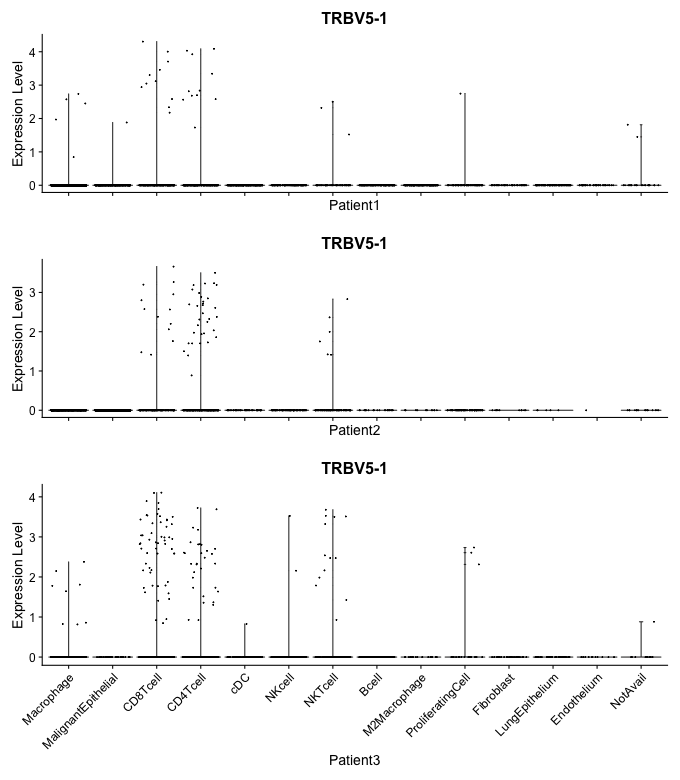 TRBV5-1
Expression Level
4
3
2
1
0
Patient1
TRBV5-1
Expression Level
3
2
1
0
Patient2
TRBV5-1
Expression Level
4
3
2
1
0
Macrophage
MalignantEpithelial
CD8Tcell
CD4Tcell
cDC
NKcell
NKTcell
Bcell
M2Macrophage
ProliferatingCell
Fibroblast
LungEpithelium
Endothelium
NotAvail
Patient3